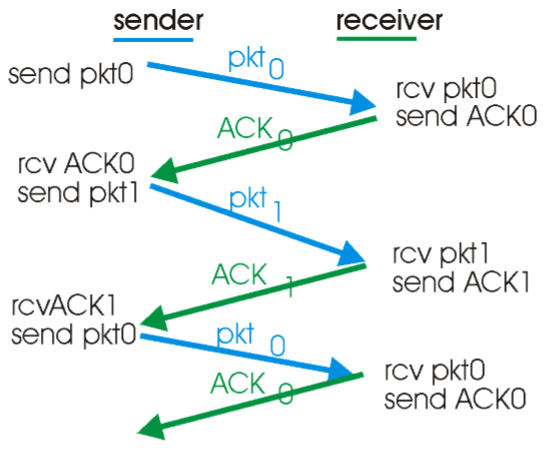 sender
receiver
send pkt0
pkt 0
rcv pkt0
send ACK0
ACK 0
rcv ACK0
send pkt1
pkt 1
rcv pkt1
send ACK1
ACK 1
rcvACK1
send pkt0
pkt 0
rcv pkt0
send ACK0
ACK 0